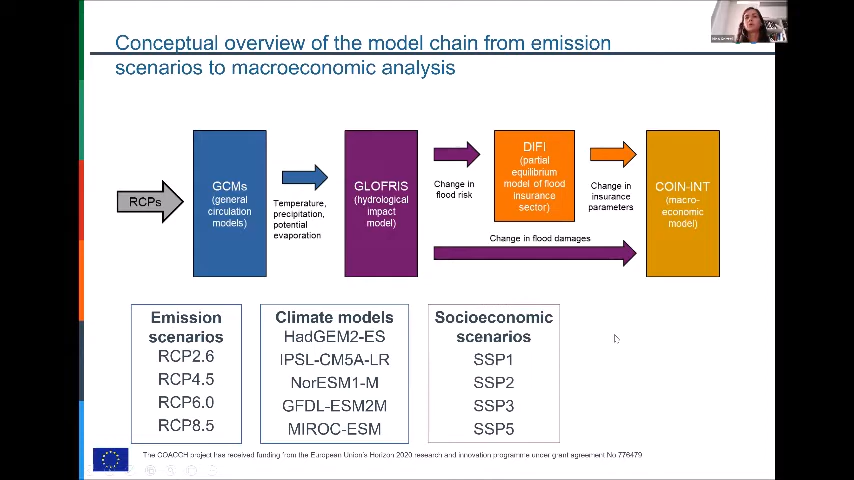 Conceptual overview of the model chain from emission
scenarios to macroeconomic analysis
RCPs
GCMs
(general
circulation
models)
Temperature,
precipitation,
potential
evaporation
GLOFRIS
(hydrological
impact
model)
Change in
flood risk
DIFI
(partial
equilibrium
model of flood
insurance
sector)
Change in
insurance
parameters
Change in flood damages
COIN-INT
(macro-
economic
model)
Emission
scenarios
RCP2.6
RCP4.5
RCP6.0
RCP8.5
Climate models
HadGEM2-ES
IPSL-CM5A-LR
NorESM1-M
GFDL-ESM2M
MIROC-ESM
Socioeconomic
scenarios
SSP1
SSP2
SSP3
SSP5
The COACCH project has received funding from the European Union's Horizon 2020 research and innovation programme under grant agreement No 776479